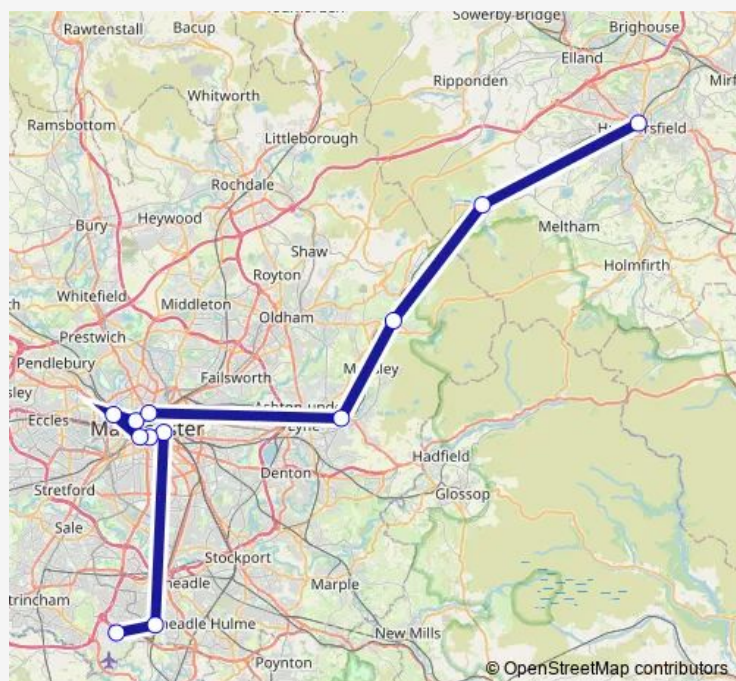 Sowerby Bridge
Rawtenstall
Bacup
Brighouse
Elland
Ripponden
Whitworth
Ramsbottom
Littleborough
Rochdale
Heywood
Bury
Meltham
Shaw
Holmfirth
Royton
Whitefield
Middleton
Oldham
Prestwich
Pendlebury
Failsworth
Eccles
Denton
Hadfield
Glossop
Stretford
Sale
Stockport
Marple
New Mills
Poynton
© OpenStreetMap contributors